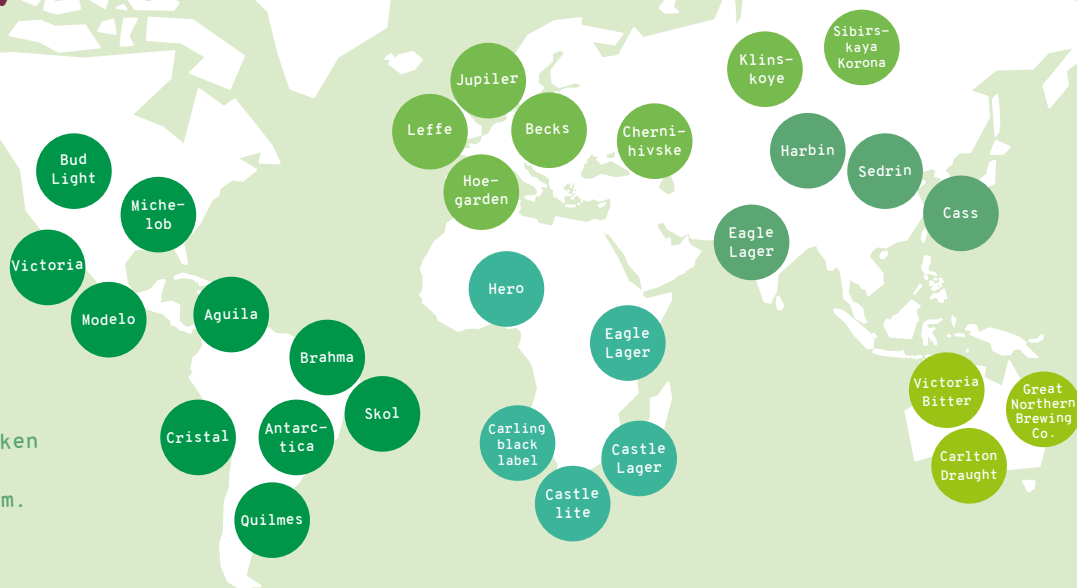 Sibirs-
kaya
Korona
Klins-
koye
Jupiler
Leffe
Becks
Cherni-
hivske
Harbin
Sedrin
Bud
Light
Hoe-
garden
Miche-
lob
Cass
Eagle
Lager
Victoria
Hero
Modelo
Aguila
Eagle
Lager
Brahma
Victoria
Bitter
Great
Northern
Brewing
Co.
Skol
Cristal
Antarc-
tica
Carling
black
label
Castle
Lager
Carlton
Draught
ken
m.
Castle
lite
Quilmes